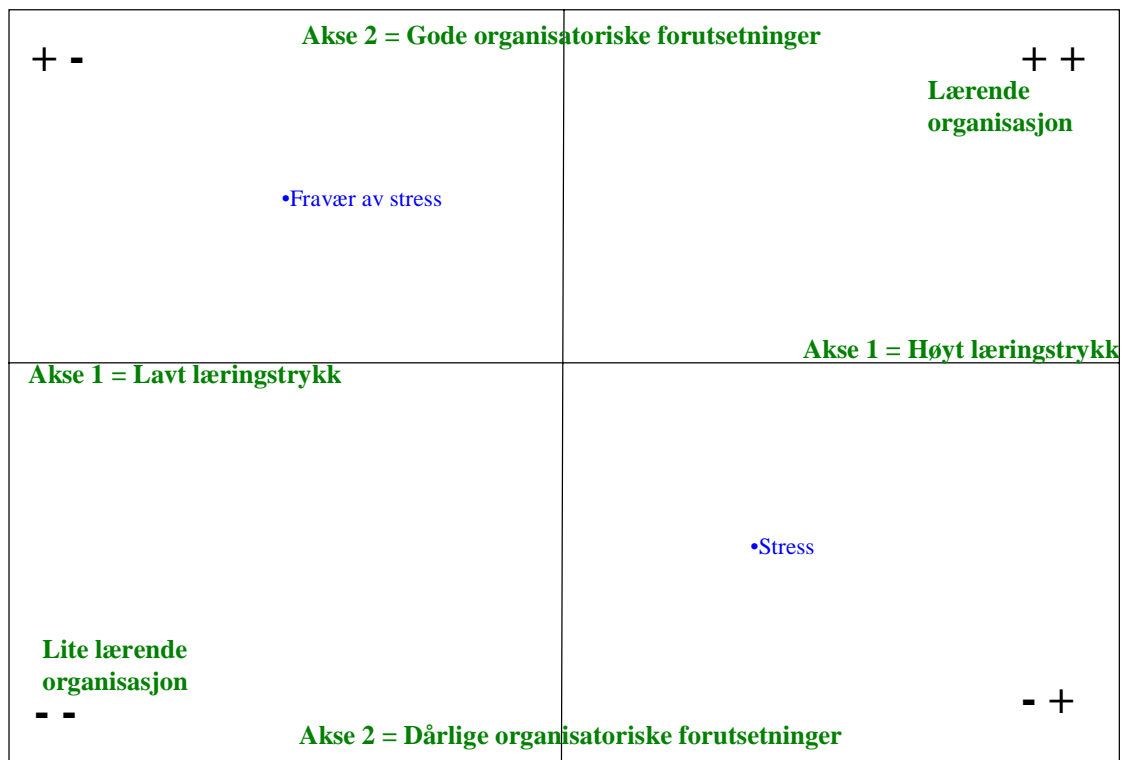 Akse 2 = Gode organisatoriske forutsetninger
+ -
+ +
Lærende
organisasjon
•Fravær av stress
Akse 1 = Høyt læringstrykk
Akse 1 = Lavt læringstrykk
•Stress
Lite lærende
organisasjon
- -
- +
Akse 2 = Dårlige organisatoriske forutsetninger